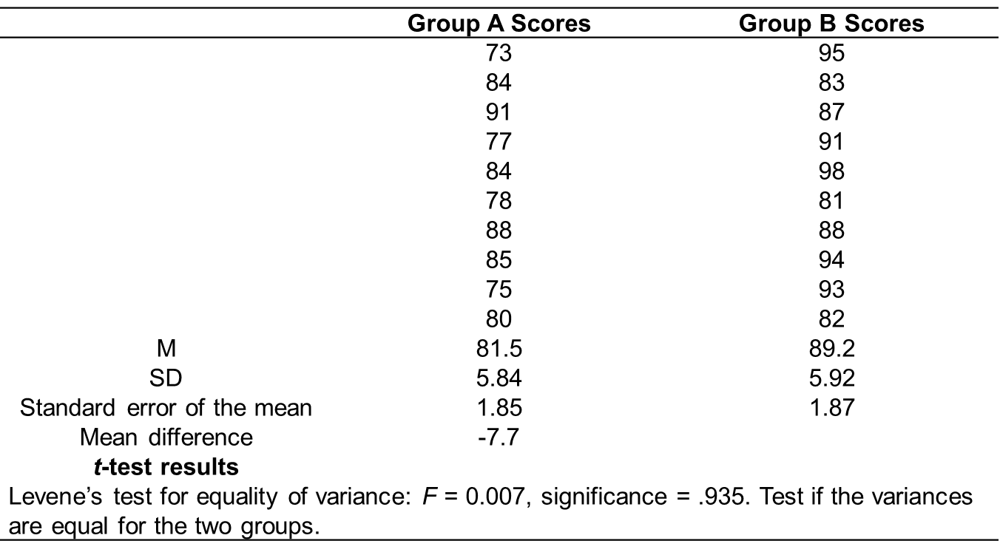 Group A Scores Group B Scores
73 95
84 83
91 87
77 91
84 98
78 81
88 88
85 94
75 93
80 82
M 81.5 89.2
SD 5.84 5.92
Standard error of the mean 1.85 1.87
Mean difference -7.7
t-test results
Levene’s test for equality of variance: F = 0.007, significance = .935. Test if the variances
are equal for the two groups.